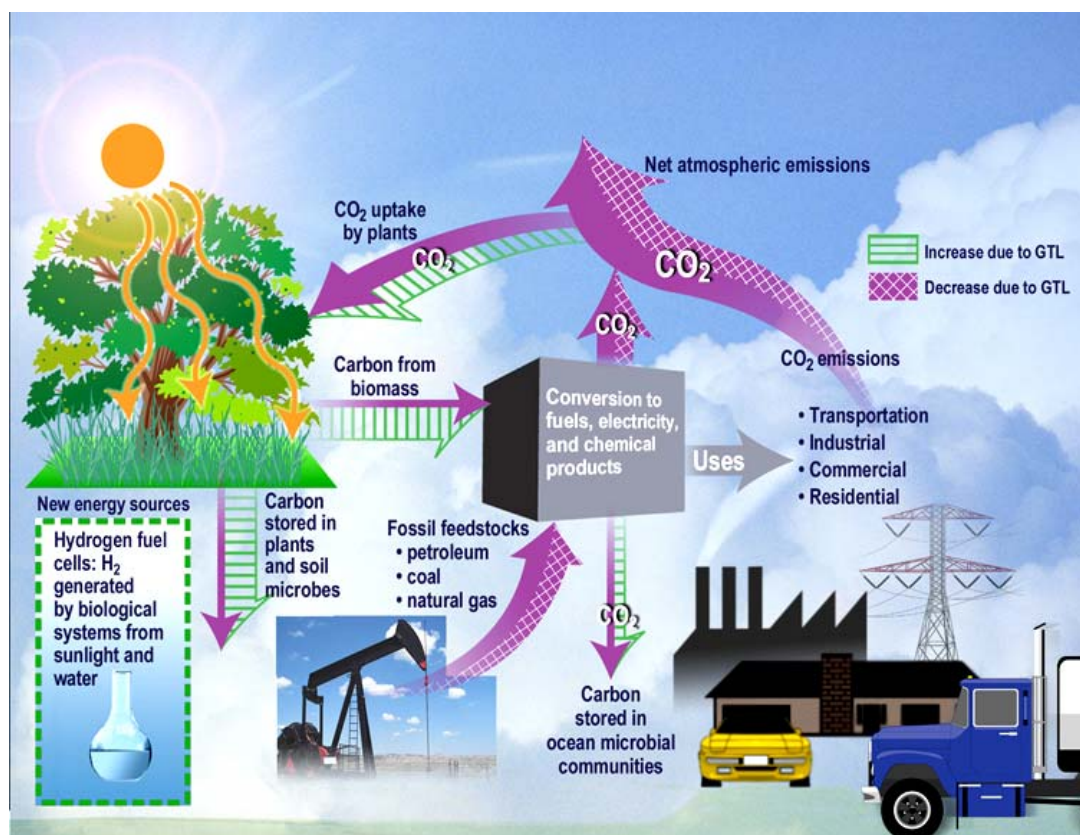 Net atmospheric emissions
CO₂ uptake
by plants
CO₂
CO₂
CO₂
Increase due to GTL
Decrease due to GTL
CO₂ emissions
Carbon from
biomass
Conversion to
fuels, electricity,
and chemical
products
Uses
• Transportation
• Industrial
• Commercial
• Residential
New energy sources
Hydrogen fuel
cells: H₂
generated
by biological
systems from
sunlight and
water
Carbon
stored in
plants
and soil
microbes
Fossil feedstocks
• petroleum
• coal
• natural gas
CO₂
Carbon
stored in
ocean microbial
communities